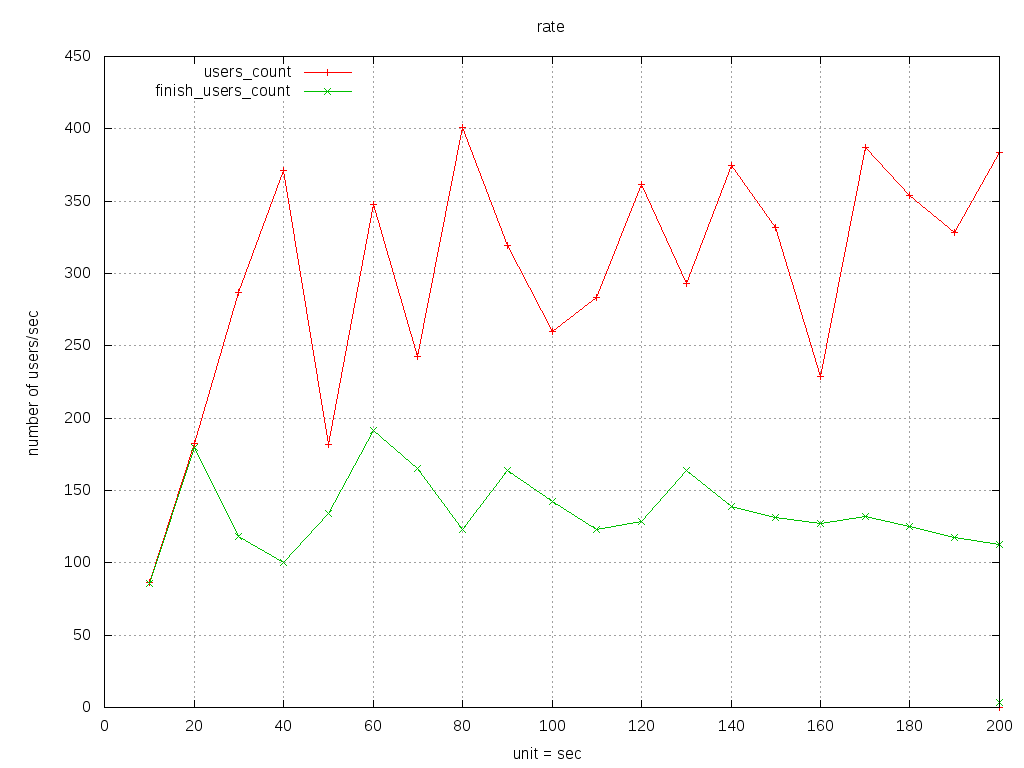 rate
450
400
350
300
250
200
150
100
50
0
users_count
finish_users_count
number of users/sec
0 20 40 60 80 100 120 140 160 180 200
unit = sec